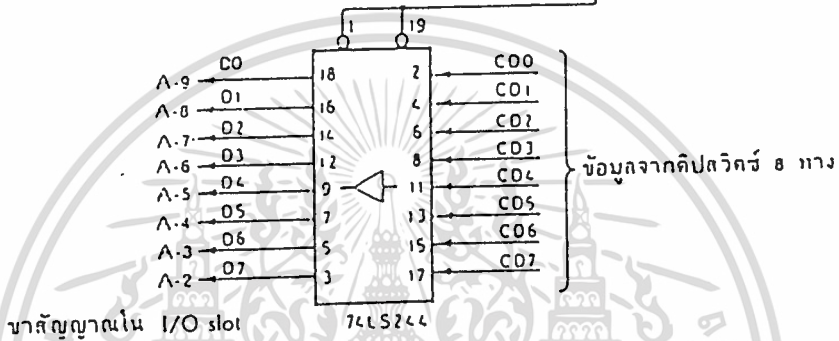 1 19
A-9 D0 18 2 CD0
A-8 D1 16 4 CD1
A-7 D2 14 6 CD2
A-6 D3 12 8 CD3
A-5 D4 9 11 CD4
A-4 D5 7 13 CD5
A-3 D6 5 15 CD6
A-2 D7 3 17 CD7
ข้อมูลจากดิปสวิตช์ 8 ทาง
ขาสัญญาณใน I/O slot
74LS244